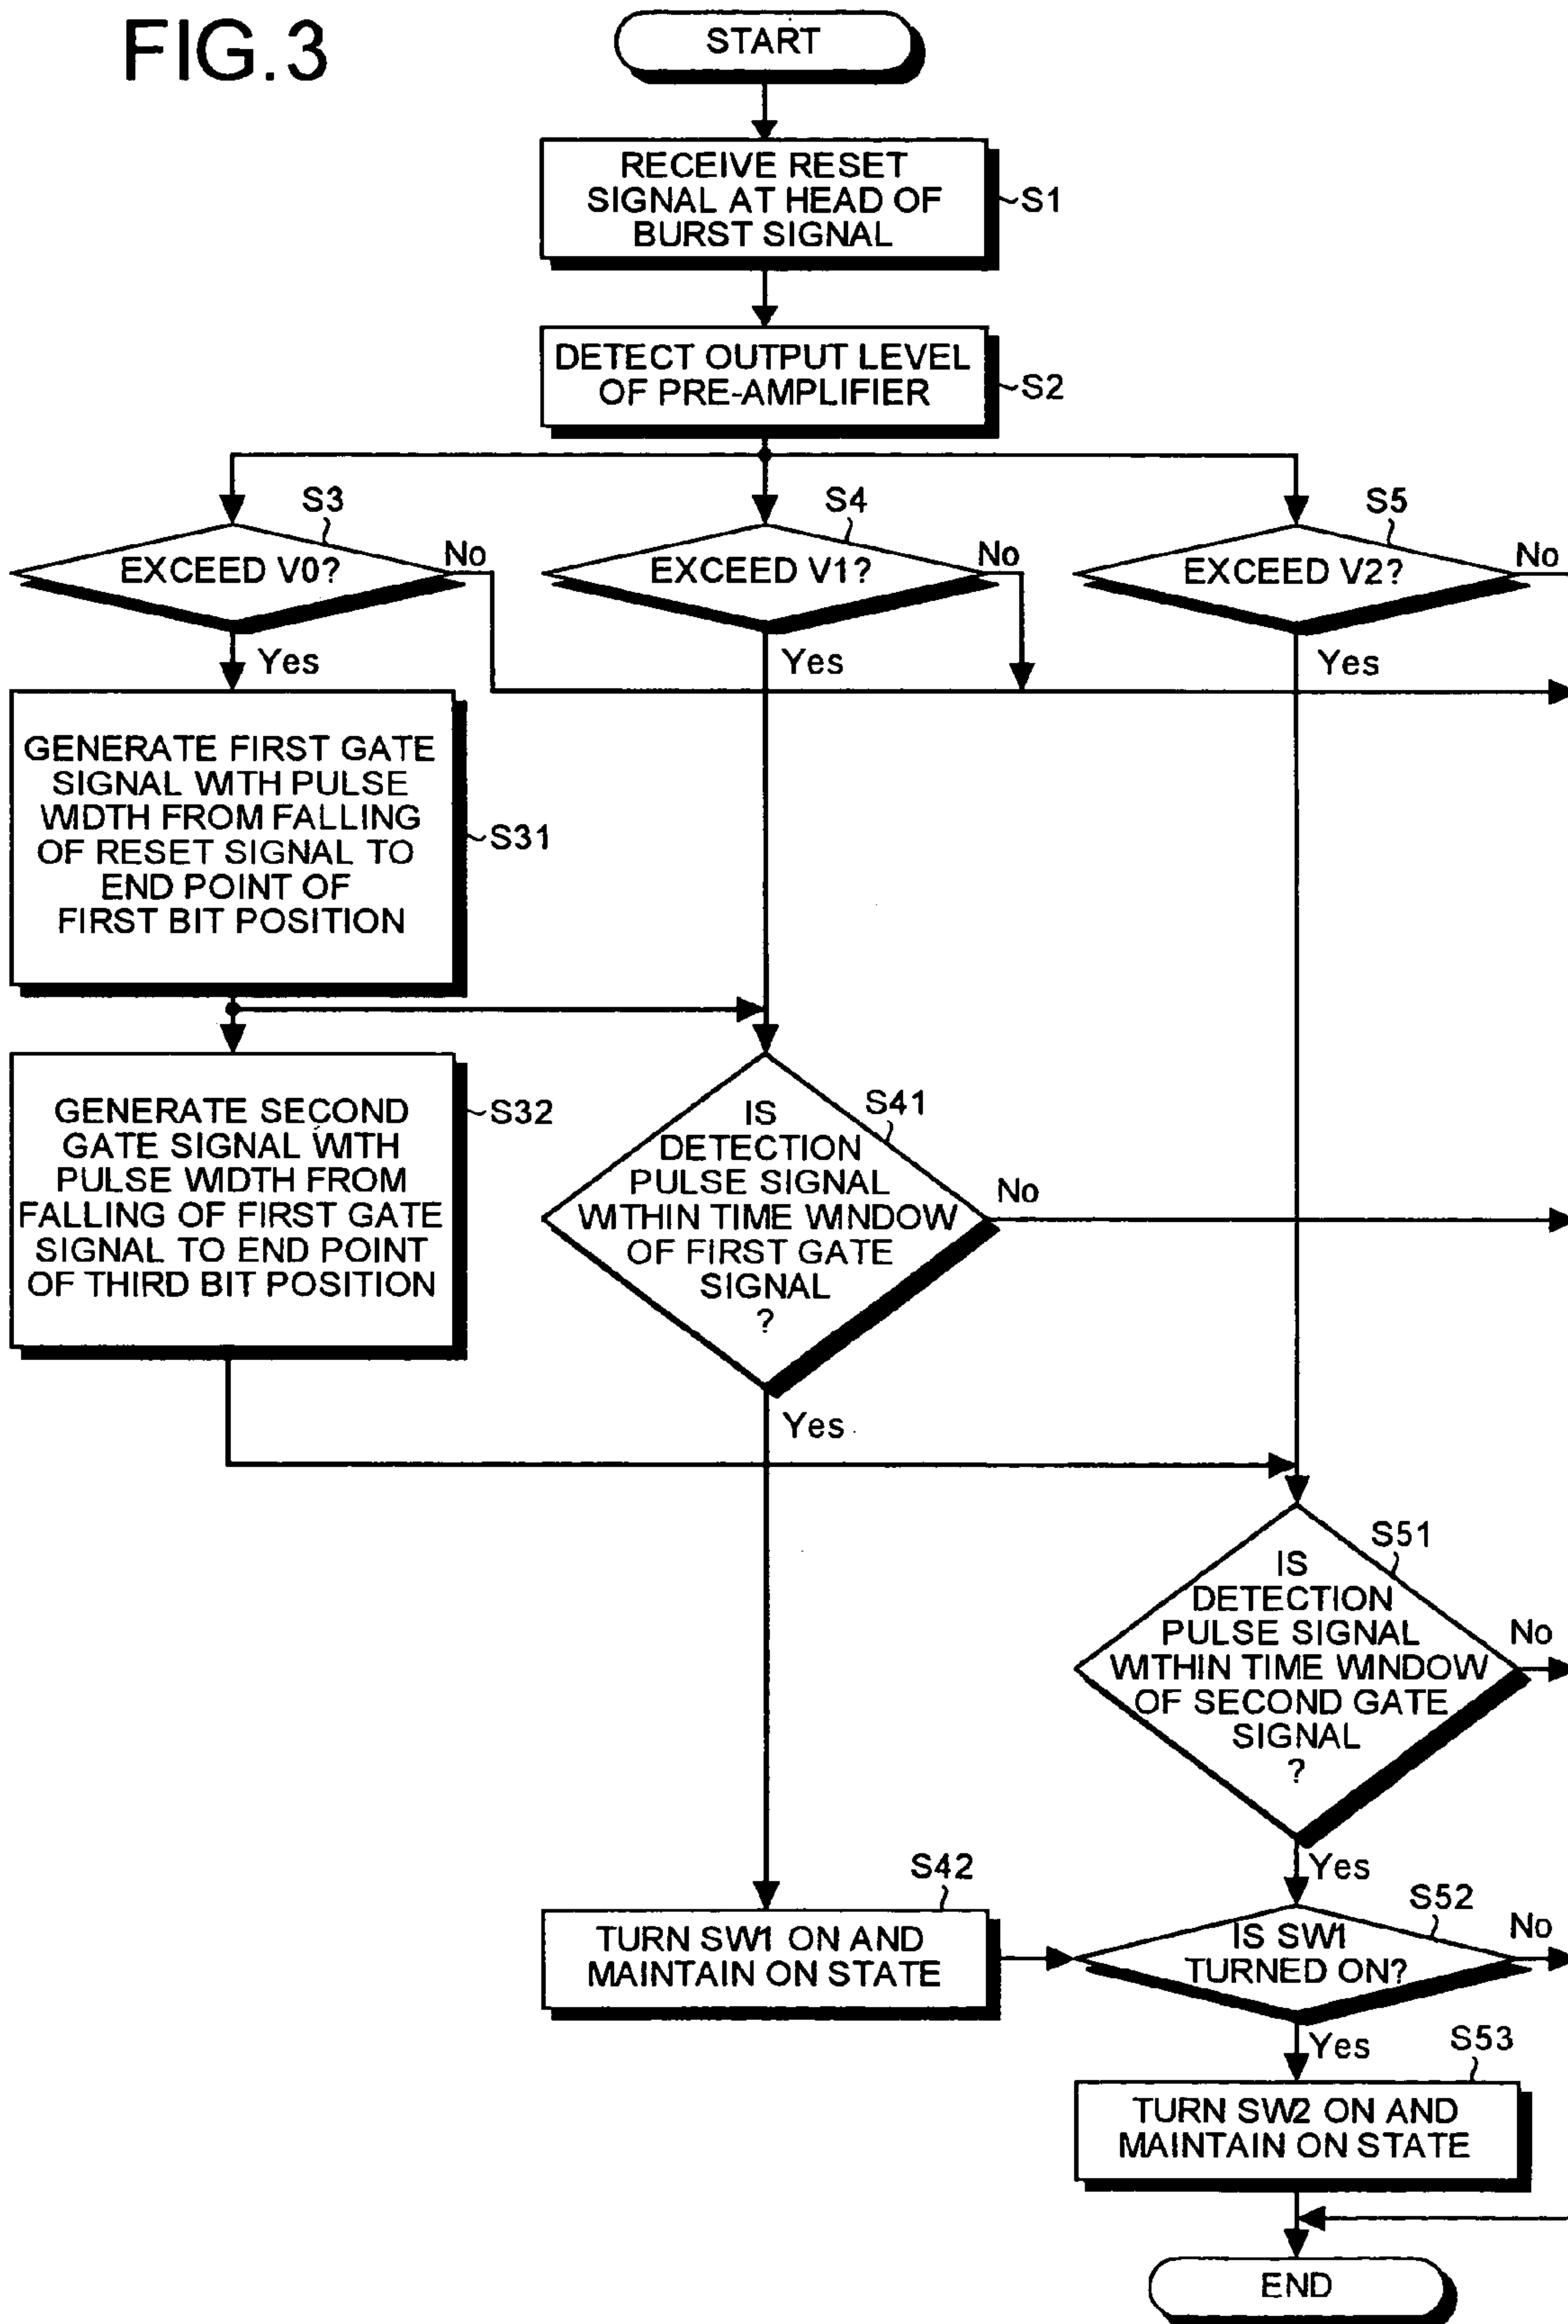 FIG.3
START
RECEIVE RESET
SIGNAL AT HEAD OF
BURST SIGNAL
S1
DETECT OUTPUT LEVEL
OF PRE-AMPLIFIER
S2
S3
EXCEED V0?
No
Yes
S4
EXCEED V1?
No
Yes
S5
EXCEED V2?
No
Yes
GENERATE FIRST GATE
SIGNAL WITH PULSE
WIDTH FROM FALLING
OF RESET SIGNAL TO
END POINT OF
FIRST BIT POSITION
S31
GENERATE SECOND
GATE SIGNAL WITH
PULSE WIDTH FROM
FALLING OF FIRST GATE
SIGNAL TO END POINT
OF THIRD BIT POSITION
S32
S41
IS
DETECTION
PULSE SIGNAL
WITHIN TIME WINDOW
OF FIRST GATE
SIGNAL
?
No
Yes
S51
IS
DETECTION
PULSE SIGNAL
WITHIN TIME WINDOW
OF SECOND GATE
SIGNAL
?
No
Yes
S42
TURN SW1 ON AND
MAINTAIN ON STATE
S52
IS SW1
TURNED ON?
No
Yes
S53
TURN SW2 ON AND
MAINTAIN ON STATE
END